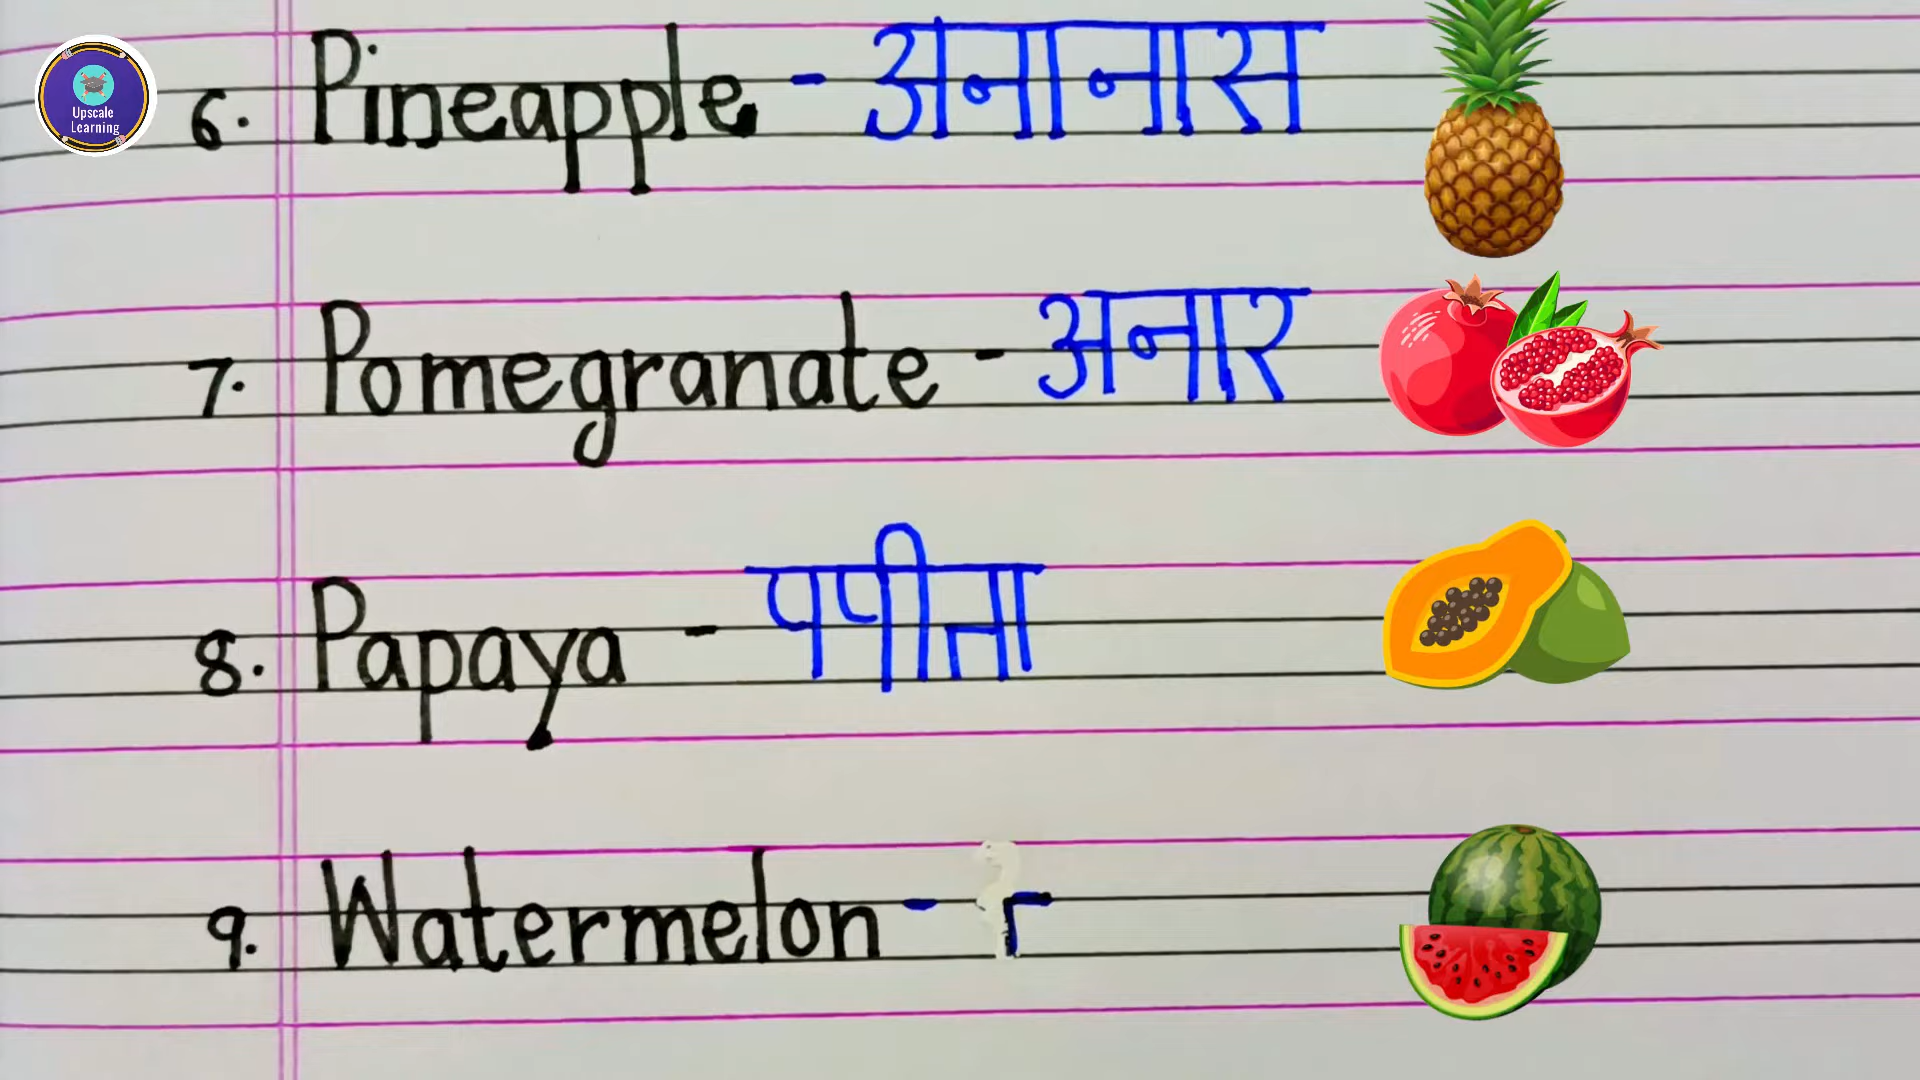 Upscale
Learning
6. Pineapple - अनानास
7. Pomegranate - अनार
8. Papaya - पपीता
9. Watermelon -